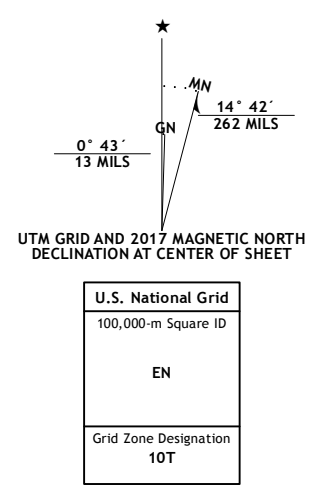 ★
MN
14° 42´
262 MILS
GN
0° 43´
13 MILS
UTM GRID AND 2017 MAGNETIC NORTH
DECLINATION AT CENTER OF SHEET
U.S. National Grid
100,000-m Square ID
EN
Grid Zone Designation
10T